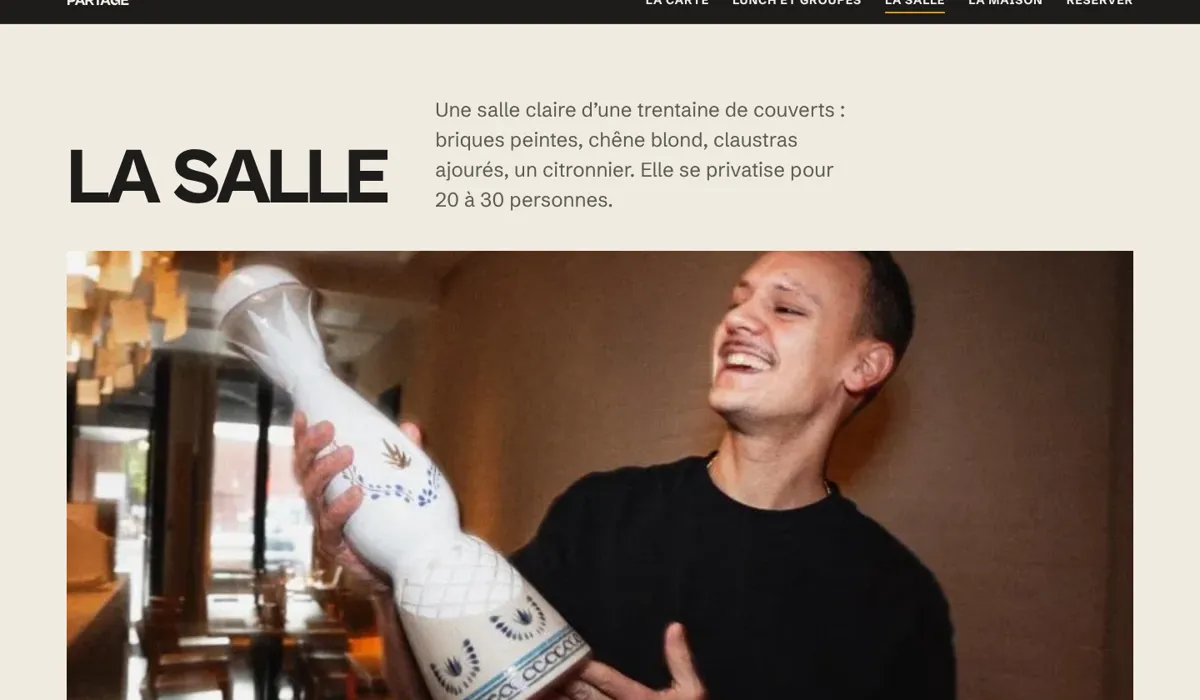 PARTAGE
LA CARTE LUNCH ET GROUPES LA SALLE LA MAISON RÉSERVER
Une salle claire d’une trentaine de couverts :
briques peintes, chêne blond, claustras
ajourés, un citronnier. Elle se privatise pour
20 à 30 personnes.
LA SALLE